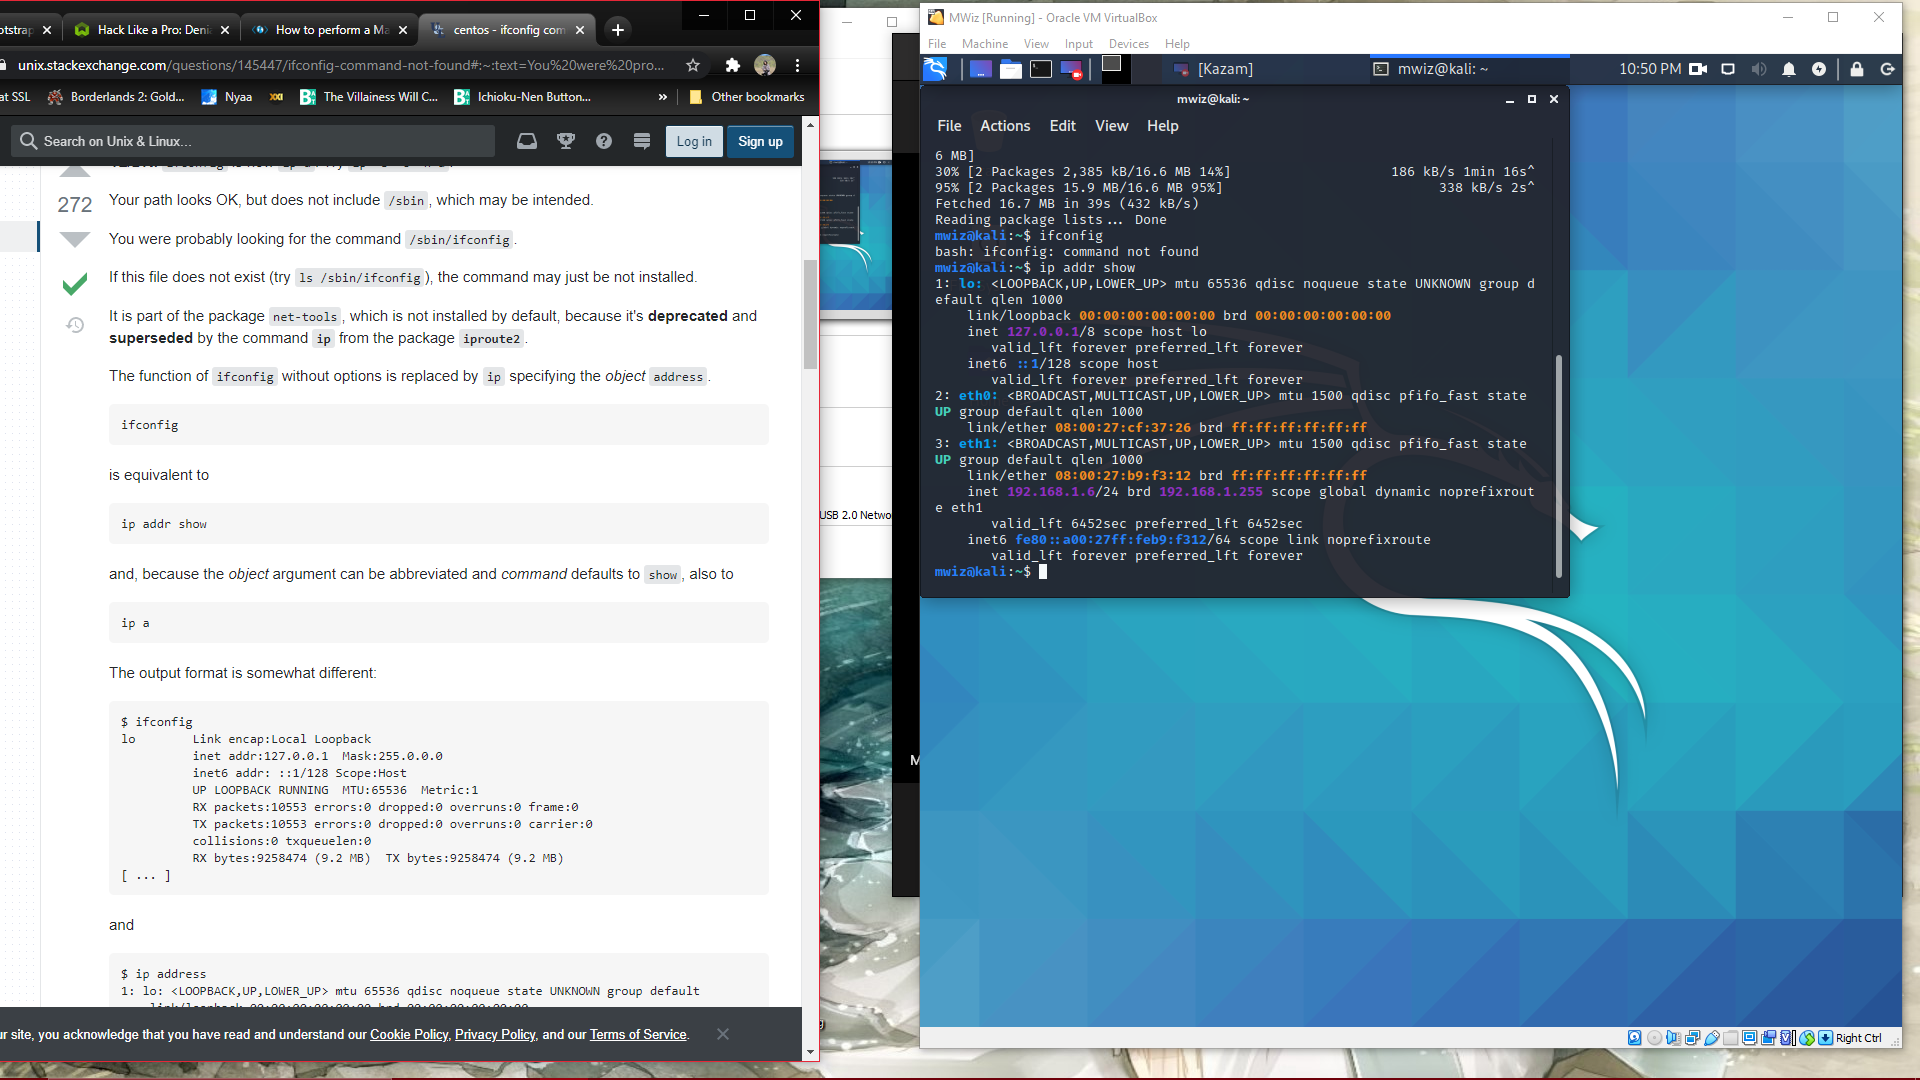 otstrap
Hack Like a Pro: Deni
How to perform a Ma
centos - ifconfig com
unix.stackexchange.com/questions/145447/ifconfig-command-not-found#:~:text=You%20were%20pro...
at SSL
Borderlands 2: Gold...
Nyaa
The Villainess Will C...
Ichioku-Nen Button...
»
Other bookmarks
Search on Unix & Linux...
Log in
Sign up
272
Your path looks OK, but does not include /sbin, which may be intended.
You were probably looking for the command /sbin/ifconfig.
If this file does not exist (try ls /sbin/ifconfig), the command may just be not installed.
It is part of the package net-tools, which is not installed by default, because it's deprecated and
superseded by the command ip from the package iproute2.
The function of ifconfig without options is replaced by ip specifying the object address.
ifconfig
is equivalent to
ip addr show
and, because the object argument can be abbreviated and command defaults to show, also to
ip a
The output format is somewhat different:
$ ifconfig
lo        Link encap:Local Loopback
inet addr:127.0.0.1  Mask:255.0.0.0
inet6 addr: ::1/128 Scope:Host
UP LOOPBACK RUNNING  MTU:65536  Metric:1
RX packets:10553 errors:0 dropped:0 overruns:0 frame:0
TX packets:10553 errors:0 dropped:0 overruns:0 carrier:0
collisions:0 txqueuelen:0
RX bytes:9258474 (9.2 MB)  TX bytes:9258474 (9.2 MB)
[ ... ]
and
$ ip address
1: lo: <LOOPBACK,UP,LOWER_UP> mtu 65536 qdisc noqueue state UNKNOWN group default
ur site, you acknowledge that you have read and understand our Cookie Policy, Privacy Policy, and our Terms of Service.
USB 2.0 Netwo
M
MWiz [Running] - Oracle VM VirtualBox
File Machine View Input Devices Help
[Kazam]
mwiz@kali: ~
10:50 PM
mwiz@kali: ~
File Actions Edit View Help
6 MB]
30% [2 Packages 2,385 kB/16.6 MB 14%] 186 kB/s 1min 16s^
95% [2 Packages 15.9 MB/16.6 MB 95%] 338 kB/s 2s^
Fetched 16.7 MB in 39s (432 kB/s)
Reading package lists... Done
mwiz@kali:~$ ifconfig
bash: ifconfig: command not found
mwiz@kali:~$ ip addr show
1: lo: <LOOPBACK,UP,LOWER_UP> mtu 65536 qdisc noqueue state UNKNOWN group d
efault qlen 1000
link/loopback 00:00:00:00:00:00 brd 00:00:00:00:00:00
inet 127.0.0.1/8 scope host lo
valid_lft forever preferred_lft forever
inet6 ::1/128 scope host
valid_lft forever preferred_lft forever
2: eth0: <BROADCAST,MULTICAST,UP,LOWER_UP> mtu 1500 qdisc pfifo_fast state
UP group default qlen 1000
link/ether 08:00:27:cf:37:26 brd ff:ff:ff:ff:ff:ff
3: eth1: <BROADCAST,MULTICAST,UP,LOWER_UP> mtu 1500 qdisc pfifo_fast state
UP group default qlen 1000
link/ether 08:00:27:b9:f3:12 brd ff:ff:ff:ff:ff:ff
inet 192.168.1.6/24 brd 192.168.1.255 scope global dynamic noprefixrout
e eth1
valid_lft 6452sec preferred_lft 6452sec
inet6 fe80::a00:27ff:feb9:f312/64 scope link noprefixroute
valid_lft forever preferred_lft forever
mwiz@kali:~$
Right Ctrl